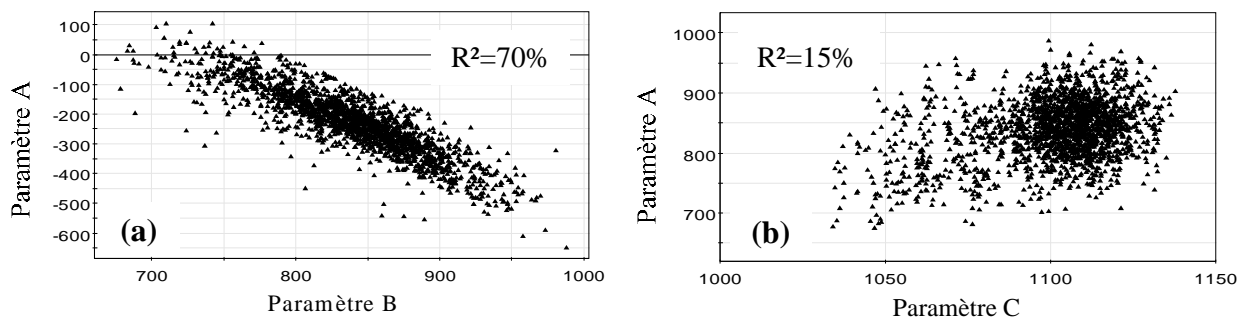 100
0
-100
-200
-300
-400
-500
-600
Paramètre A
R²=70%
(a)
700 800 900 1000
Paramètre B
1000
900
800
700
Paramètre A
R²=15%
(b)
1000 1050 1100 1150
Paramètre C